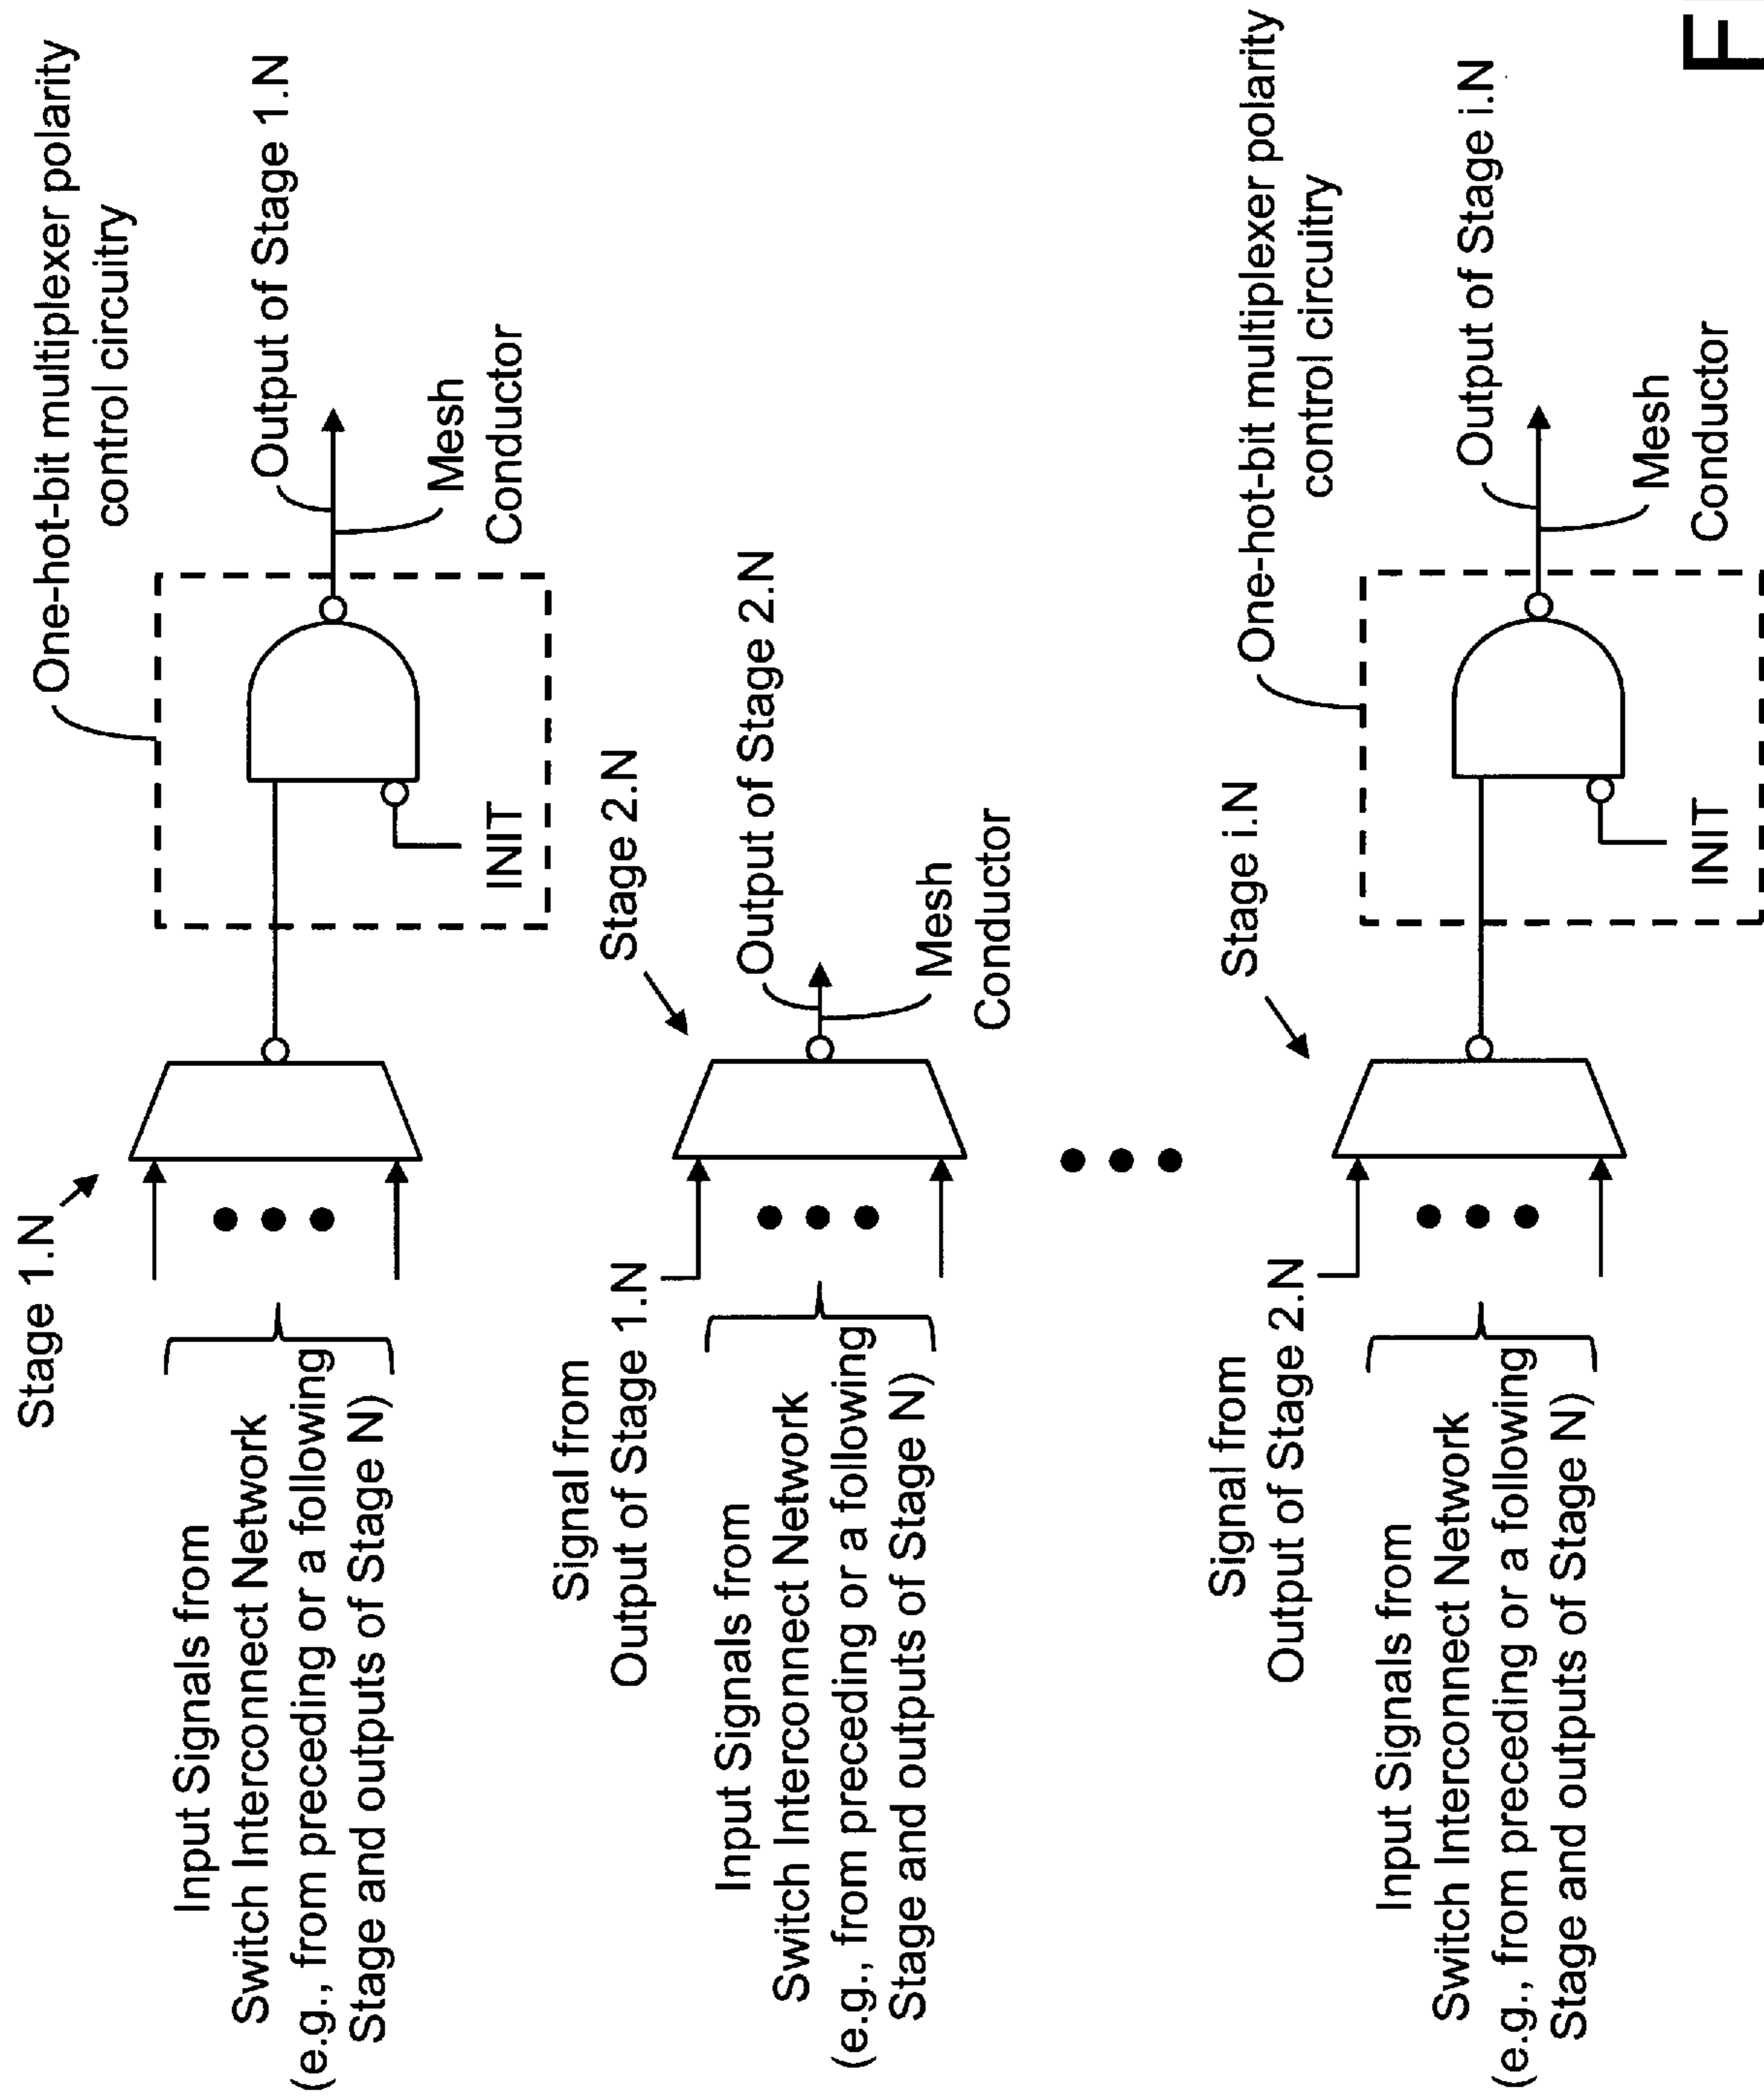 Stage 1.N
Input Signals from
Switch Interconnect Network
(e.g., from preceding or a following
Stage and outputs of Stage N)
One-hot-bit multiplexer polarity
control circuitry
INIT
Output of Stage 1.N
Mesh
Conductor
Signal from
Output of Stage 1.N
Input Signals from
Switch Interconnect Network
(e.g., from preceding or a following
Stage and outputs of Stage N)
Stage 2.N
Output of Stage 2.N
Mesh
Conductor
Signal from
Output of Stage 2.N
Input Signals from
Switch Interconnect Network
(e.g., from preceding or a following
Stage and outputs of Stage N)
Stage i.N
One-hot-bit multiplexer polarity
control circuitry
INIT
Output of Stage i.N
Mesh
Conductor